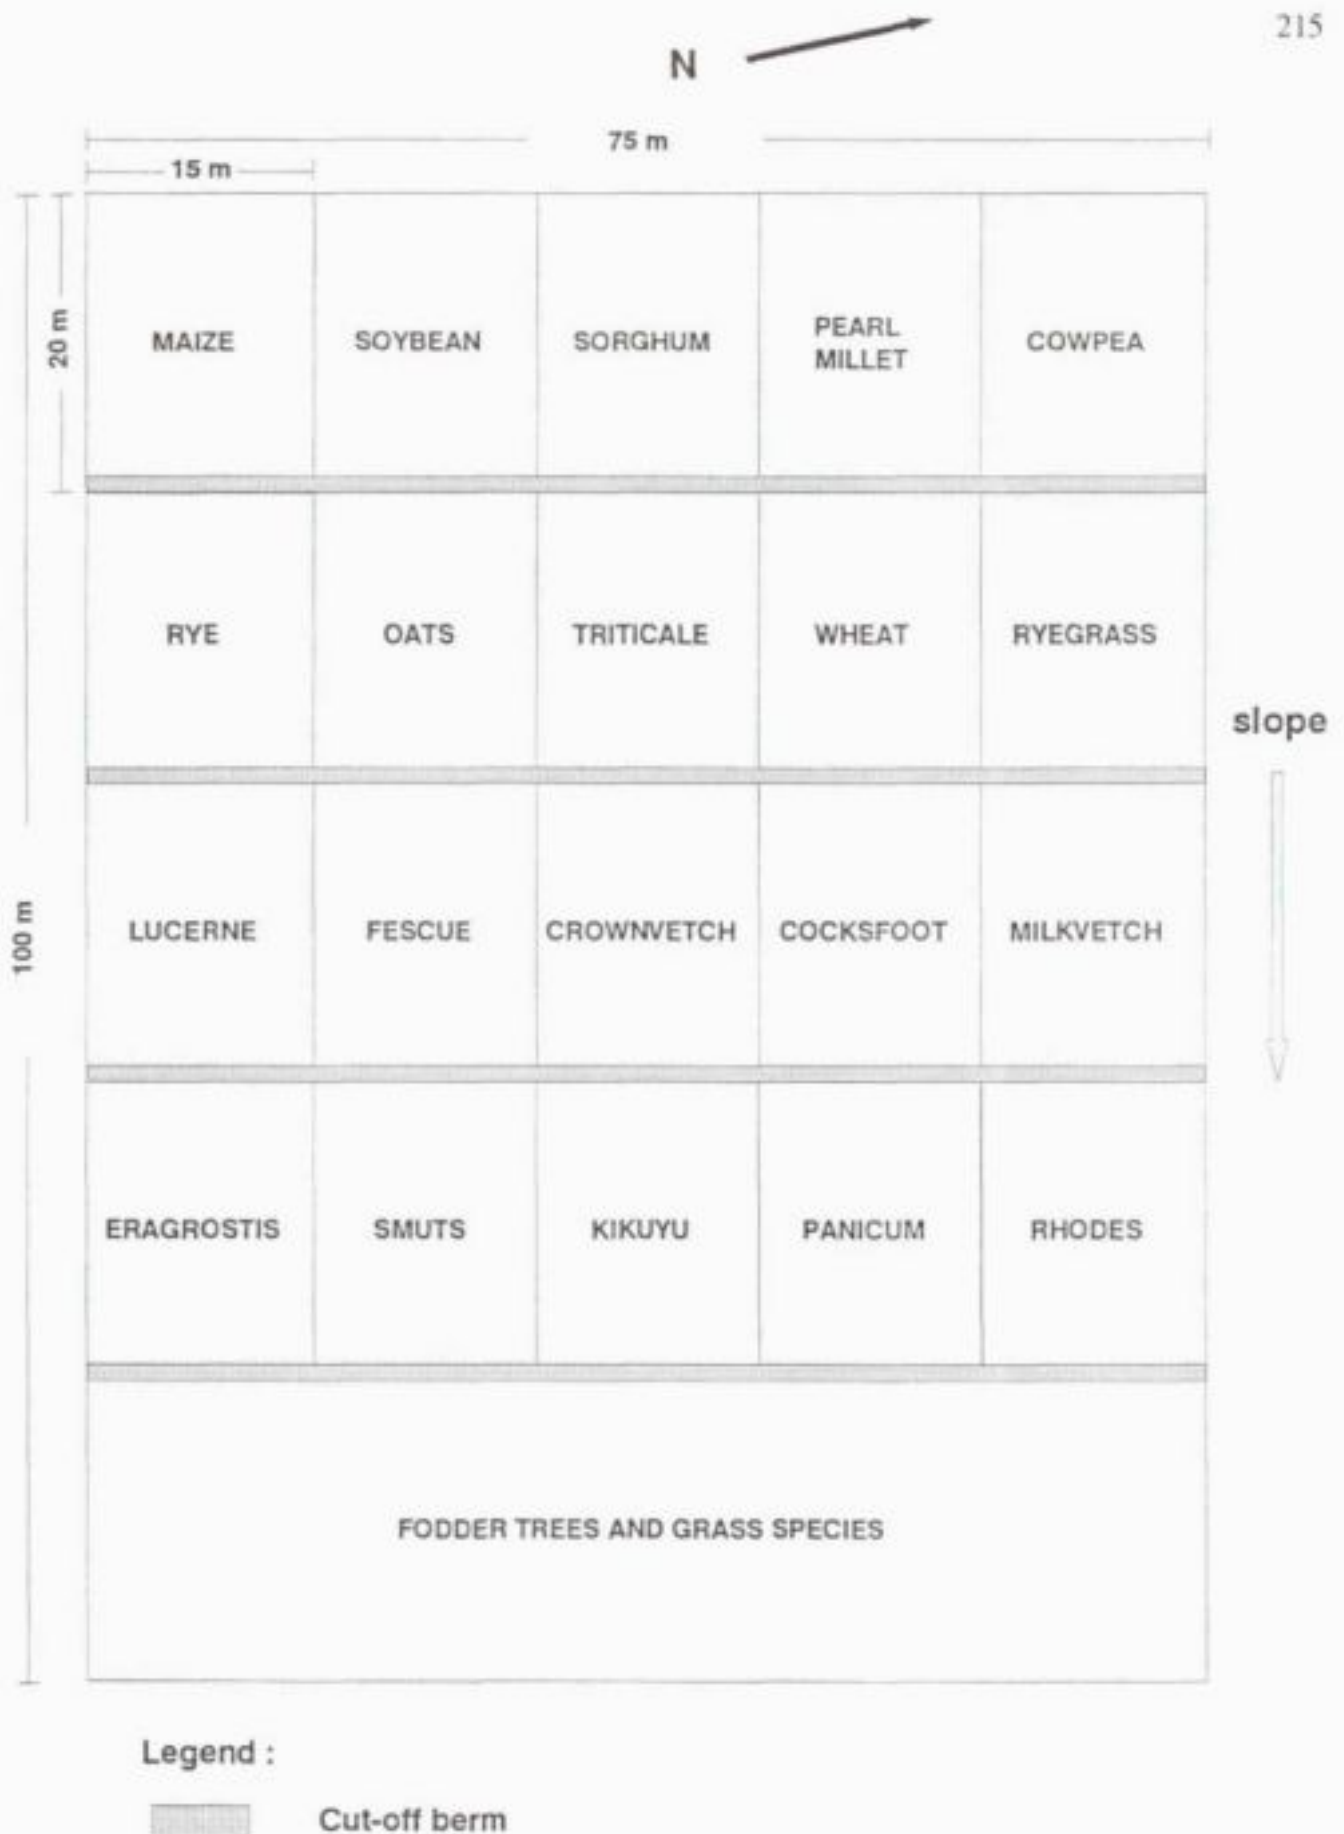 215
N
75 m
15 m
20 m
MAIZE
SOYBEAN
SORGHUM
PEARL
MILLET
COWPEA
RYE
OATS
TRITICALE
WHEAT
RYEGRASS
slope
100 m
LUCERNE
FESCUE
CROWNVETCH
COCKSFOOT
MILKVETCH
ERAGROSTIS
SMUTS
KIKUYU
PANICUM
RHODES
FODDER TREES AND GRASS SPECIES
Legend :
Cut-off berm